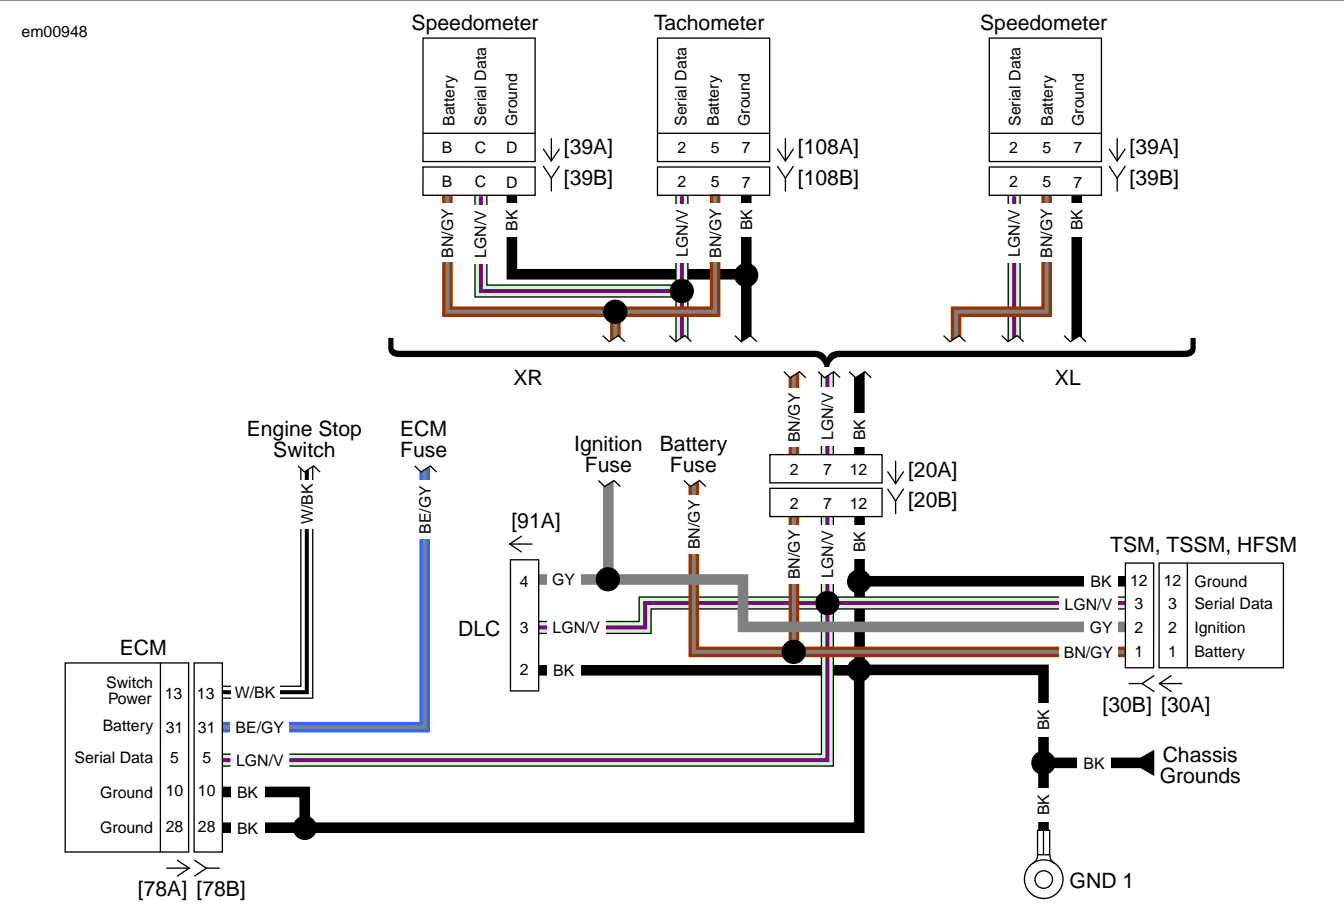 em00948
Speedometer
Tachometer
Speedometer
Battery
Serial Data
Ground
Serial Data
Battery
Ground
Serial Data
Battery
Ground
B C D
[39A]
2 5 7
[108A]
2 5 7
[39A]
B C D
[39B]
2 5 7
[108B]
2 5 7
[39B]
BN/GY
LGN/V
BK
LGN/V
BN/GY
BK
LGN/V
BN/GY
BK
XR
XL
BN/GY
LGN/V
BK
Engine Stop
Switch
ECM
Fuse
Ignition
Fuse
Battery
Fuse
2 7 12
[20A]
2 7 12
[20B]
W/BK
BE/GY
BN/GY
BN/GY
LGN/V
BK
[91A]
DLC
4 GY
3 LGN/V
2 BK
TSM, TSSM, HFSM
BK 12 12 Ground
LGN/V 3 3 Serial Data
GY 2 2 Ignition
BN/GY 1 1 Battery
[30B] [30A]
ECM
Switch
Power
13 13 W/BK
Battery 31 31 BE/GY
Serial Data 5 5 LGN/V
Ground 10 10 BK
Ground 28 28 BK
[78A] [78B]
BK
BK
Chassis
Grounds
BK
GND 1